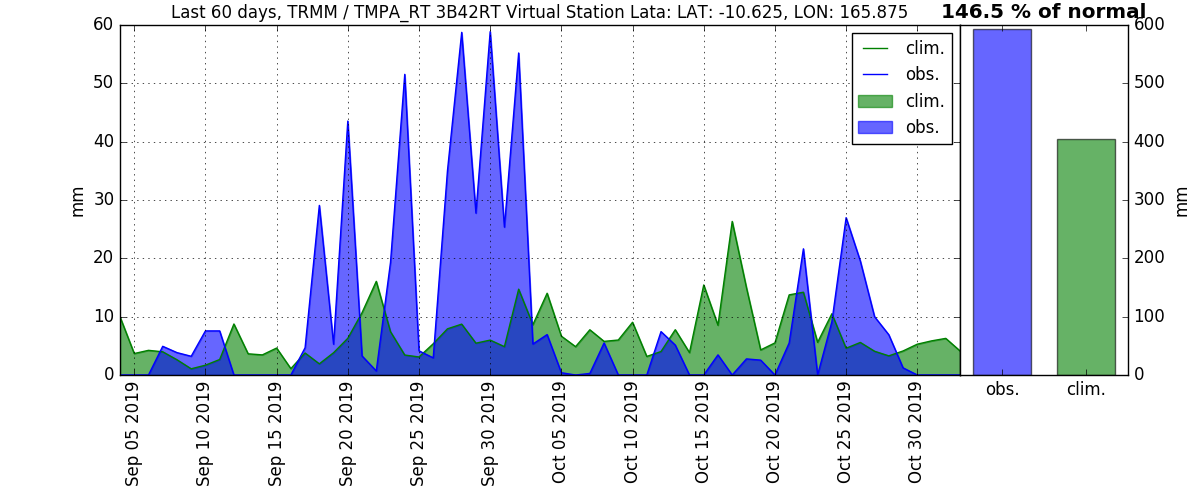 Last 60 days, TRMM / TMPA_RT 3B42RT Virtual Station Lata: LAT: -10.625, LON: 165.875
146.5 % of normal
60
50
40
30
20
10
0
mm
clim.
obs.
clim.
obs.
600
500
400
300
200
100
0
mm
obs.
clim.
Sep 05 2019
Sep 10 2019
Sep 15 2019
Sep 20 2019
Sep 25 2019
Sep 30 2019
Oct 05 2019
Oct 10 2019
Oct 15 2019
Oct 20 2019
Oct 25 2019
Oct 30 2019